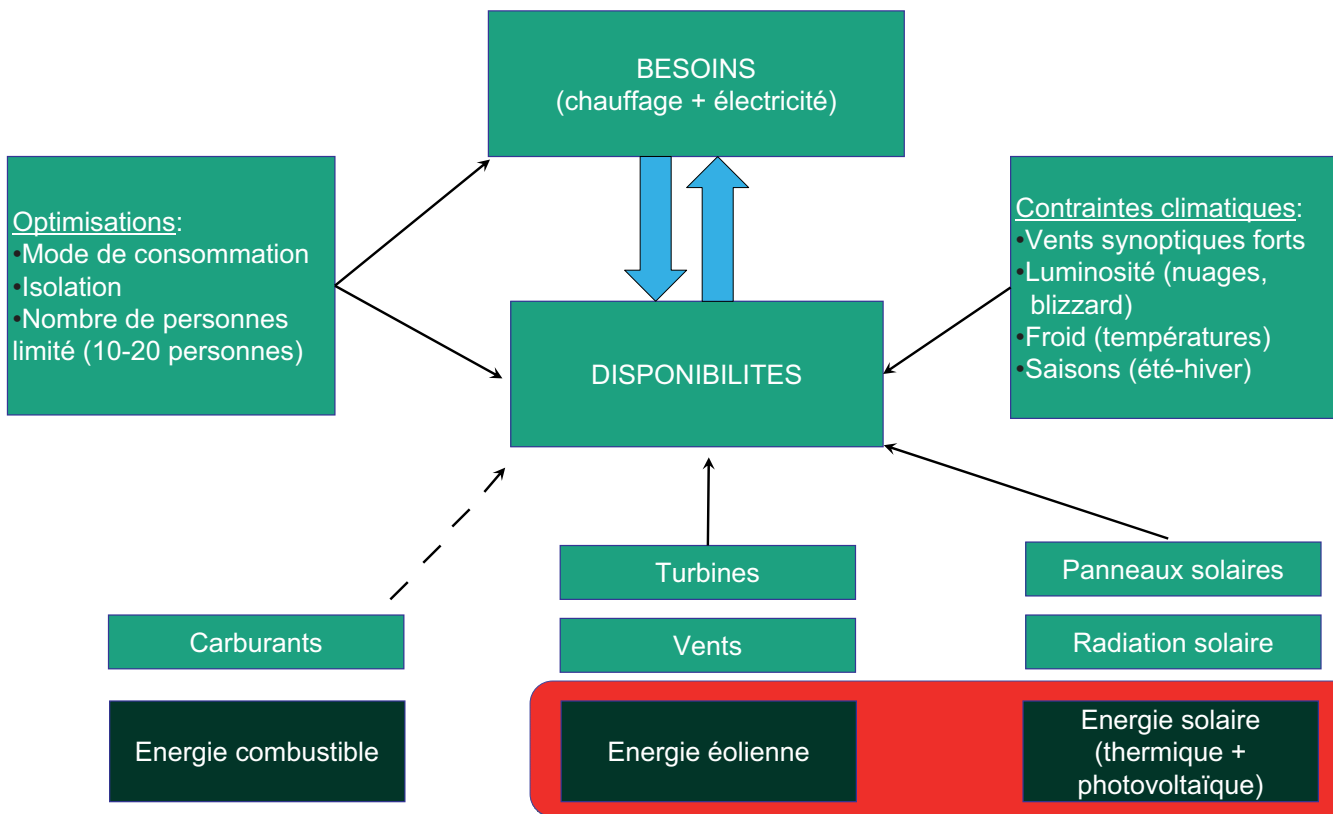 BESOINS
(chauffage + électricité)
Optimisations:
•Mode de consommation
•Isolation
•Nombre de personnes
limité (10-20 personnes)
Contraintes climatiques:
•Vents synoptiques forts
•Luminosité (nuages,
blizzard)
•Froid (températures)
•Saisons (été-hiver)
DISPONIBILITES
Turbines
Panneaux solaires
Carburants
Vents
Radiation solaire
Energie combustible
Energie éolienne
Energie solaire
(thermique +
photovoltaïque)